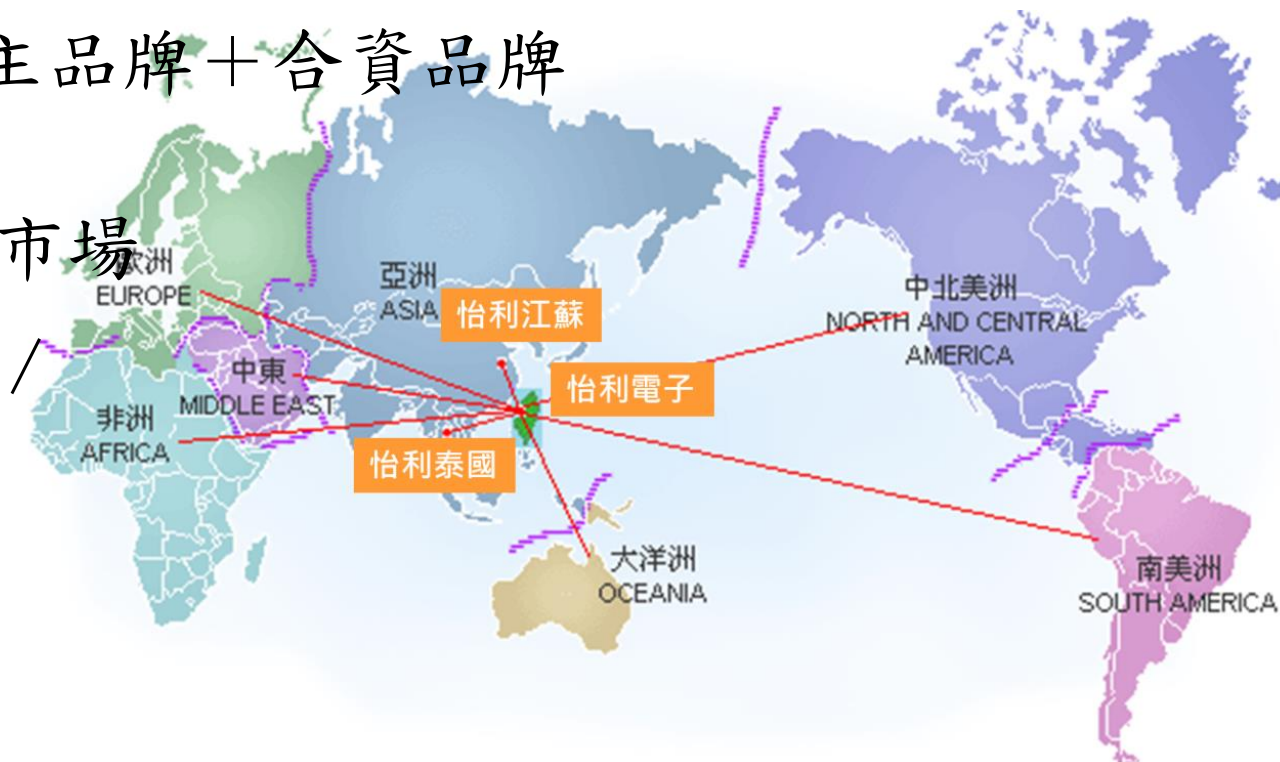 主品牌＋合資品牌
市場
/
歐洲
EUROPE
亞洲
ASIA
怡利江蘇
中北美洲
NORTH AND CENTRAL
AMERICA
中東
MIDDLE EAST
怡利電子
非洲
AFRICA
怡利泰國
大洋洲
OCEANIA
南美洲
SOUTH AMERICA